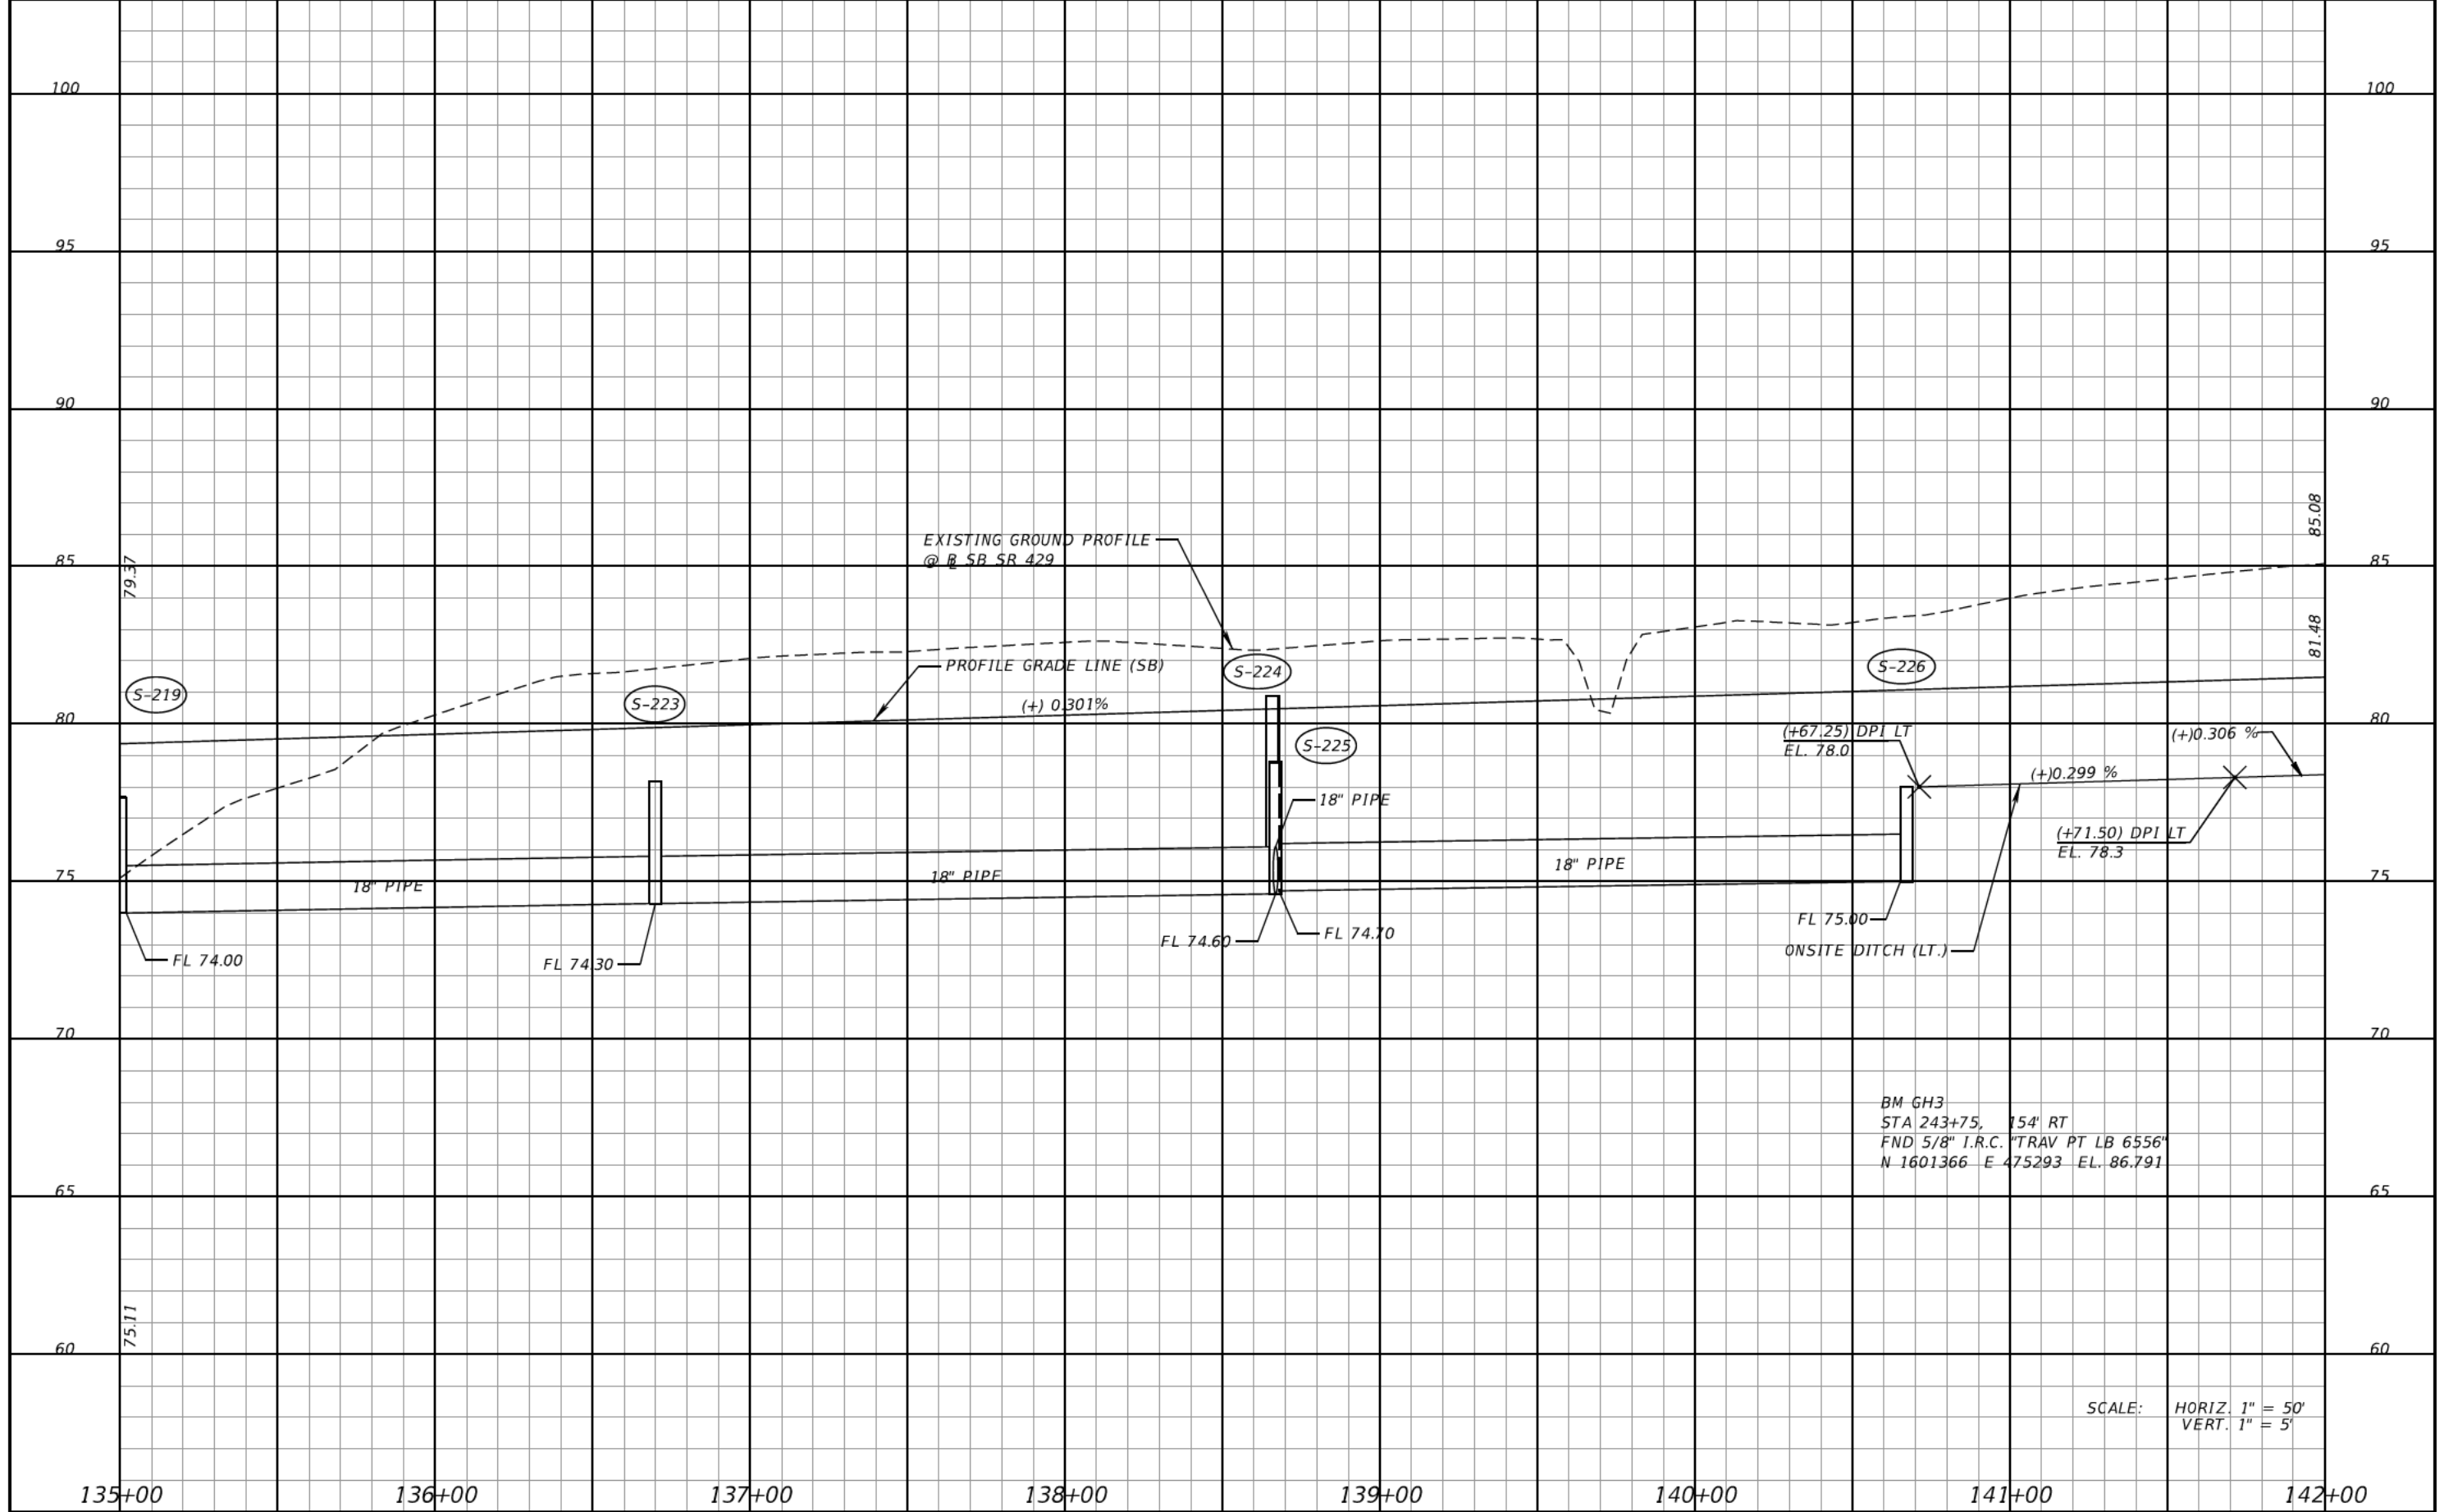 100
100
95
95
90
90
85.08
EXISTING GROUND PROFILE
@ ℄ SB SR 429
85
79.37
85
81.48
PROFILE GRADE LINE (SB)
S-224
S-226
S-219
S-223
(+) 0.301%
80
80
(+67.25) DPI LT
EL. 78.0
(+)0.306 %
S-225
(+)0.299 %
18" PIPE
(+71.50) DPI LT
EL. 78.3
75
18" PIPE
18" PIPE
18" PIPE
75
FL 75.00
FL 74.60
FL 74.70
ONSITE DITCH (LT.)
FL 74.00
FL 74.30
70
70
BM GH3
STA 243+75, 154' RT
FND 5/8" I.R.C. "TRAV PT LB 6556"
N 1601366 E 475293 EL. 86.791
65
65
75.11
60
60
SCALE: HORIZ. 1" = 50'
VERT. 1" = 5'
135+00 136+00 137+00 138+00 139+00 140+00 141+00 142+00